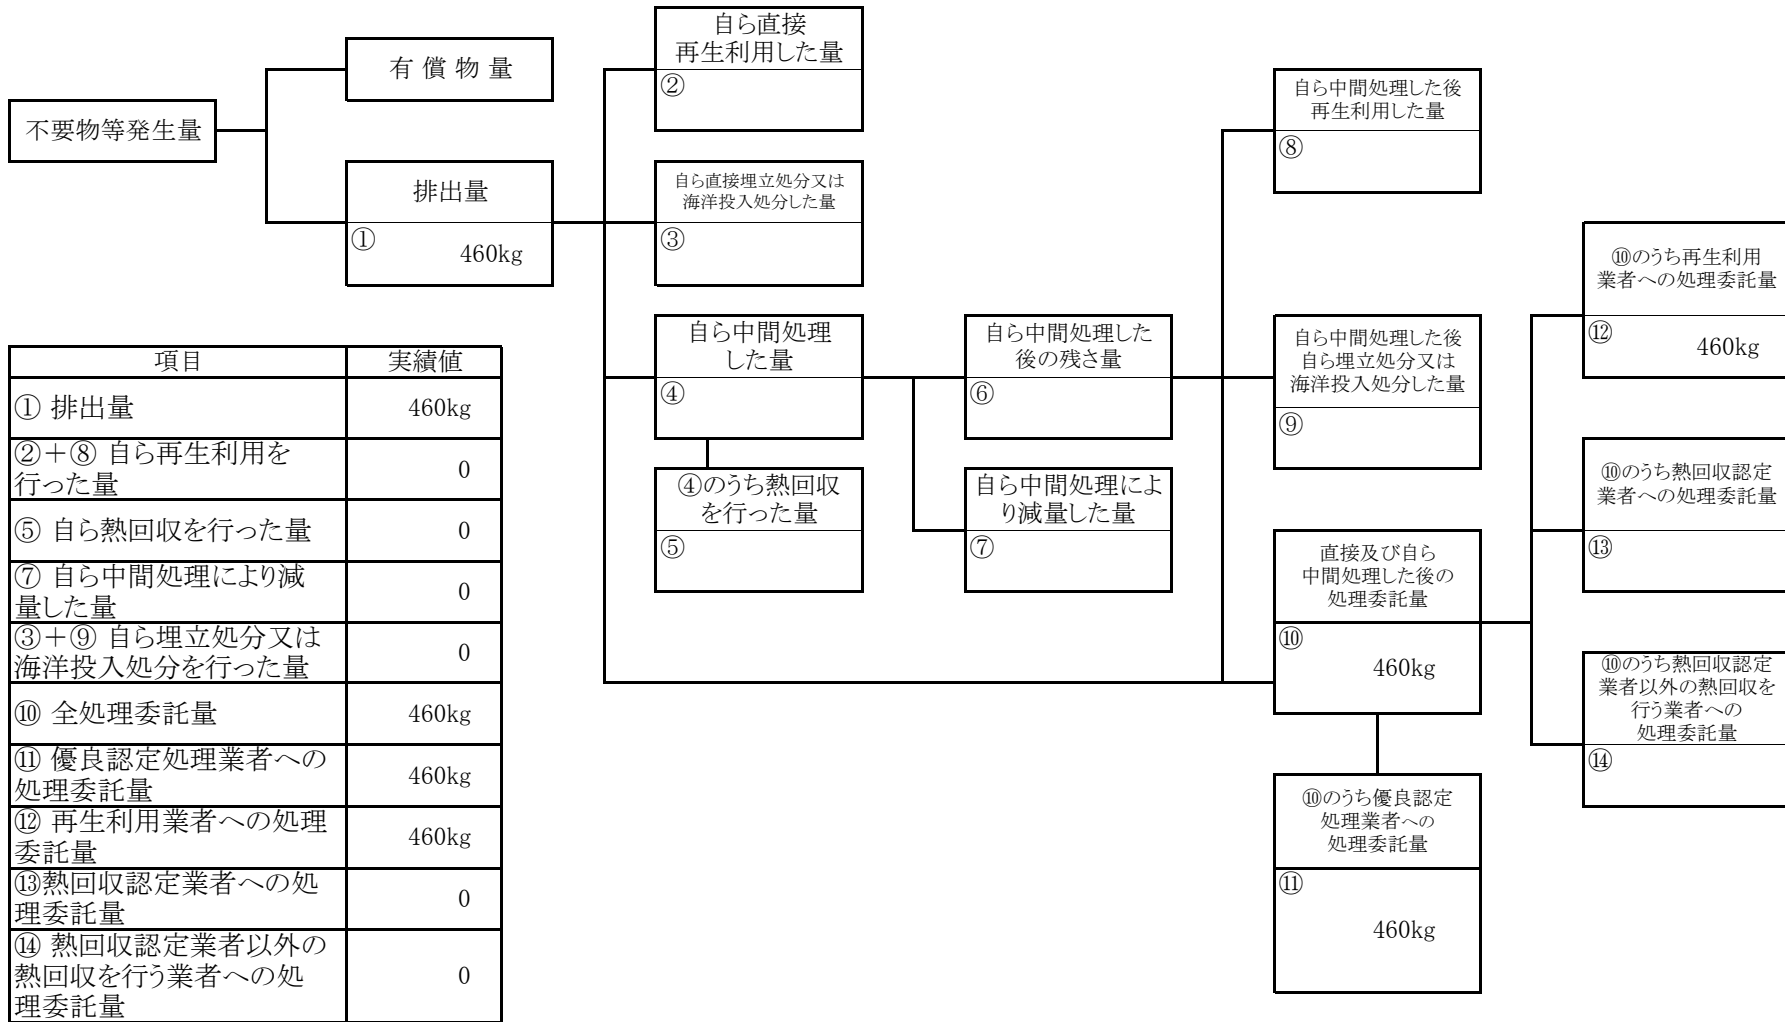 不要物等発生量
有 償 物 量
排出量
①
460kg
自ら直接
再生利用した量
②
自ら直接埋立処分又は
海洋投入処分した量
③
自ら中間処理
した量
④
④のうち熱回収
を行った量
⑤
自ら中間処理した
後の残さ量
⑥
自ら中間処理によ
り減量した量
⑦
自ら中間処理した後
再生利用した量
⑧
自ら中間処理した後
自ら埋立処分又は
海洋投入処分した量
⑨
直接及び自ら
中間処理した後の
処理委託量
⑩
460kg
⑩のうち優良認定
処理業者への
処理委託量
⑪
460kg
⑩のうち再生利用
業者への処理委託量
⑫
460kg
⑩のうち熱回収認定
業者への処理委託量
⑬
⑩のうち熱回収認定
業者以外の熱回収を
行う業者への
処理委託量
⑭
項目 実績値
① 排出量 460kg
②＋⑧ 自ら再生利用を
行った量 0
⑤ 自ら熱回収を行った量 0
⑦ 自ら中間処理により減
量した量 0
③＋⑨ 自ら埋立処分又は
海洋投入処分を行った量 0
⑩ 全処理委託量 460kg
⑪ 優良認定処理業者への
処理委託量 460kg
⑫ 再生利用業者への処理
委託量 460kg
⑬熱回収認定業者への処
理委託量 0
⑭ 熱回収認定業者以外の
熱回収を行う業者への処
理委託量 0